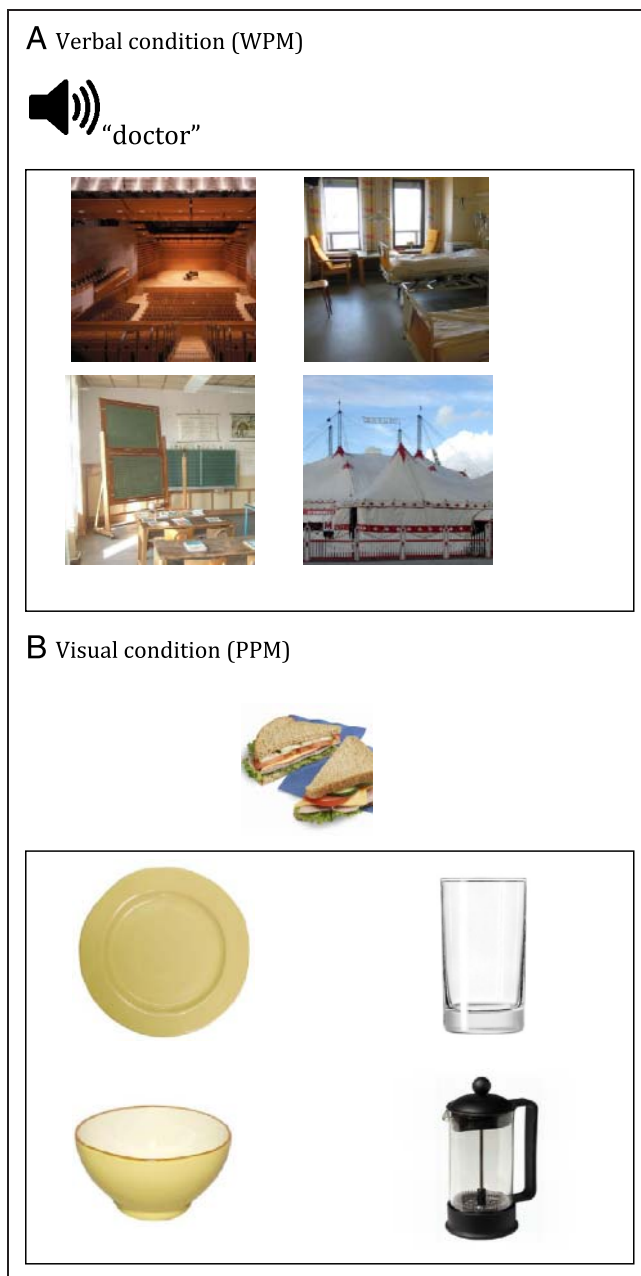 A Verbal condition (WPM)
“doctor”
B Visual condition (PPM)